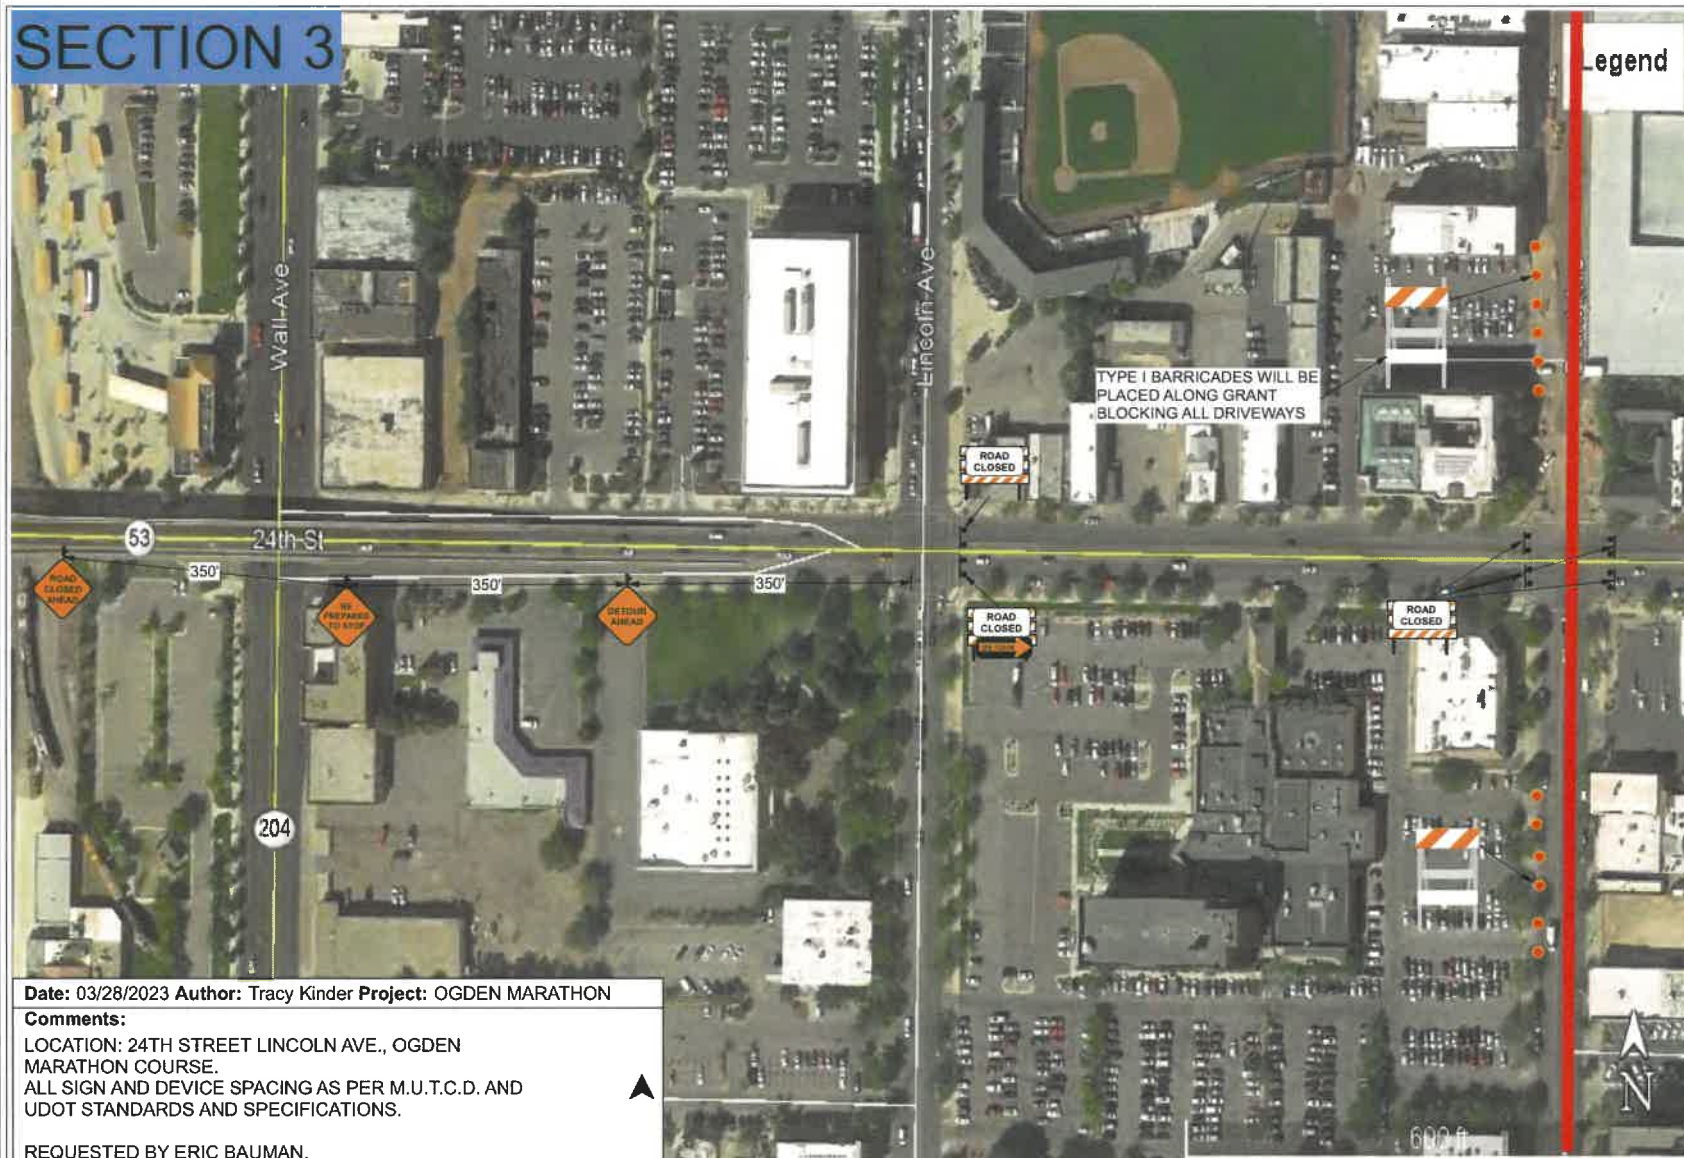 SECTION 3
Legend
Wall Ave
Lincoln Ave
TYPE I BARRICADES WILL BE
PLACED ALONG GRANT
BLOCKING ALL DRIVEWAYS
ROAD
CLOSED
53
24th St
350'
350'
350'
ROAD
CLOSED
AHEAD
BE
PREPARED
TO STOP
DETOUR
AHEAD
ROAD
CLOSED
DETOUR
ROAD
CLOSED
204
Date: 03/28/2023 Author: Tracy Kinder Project: OGDEN MARATHON
Comments:
LOCATION: 24TH STREET LINCOLN AVE., OGDEN
MARATHON COURSE.
ALL SIGN AND DEVICE SPACING AS PER M.U.T.C.D. AND
UDOT STANDARDS AND SPECIFICATIONS.
REQUESTED BY ERIC BAUMAN.
N
600 ft